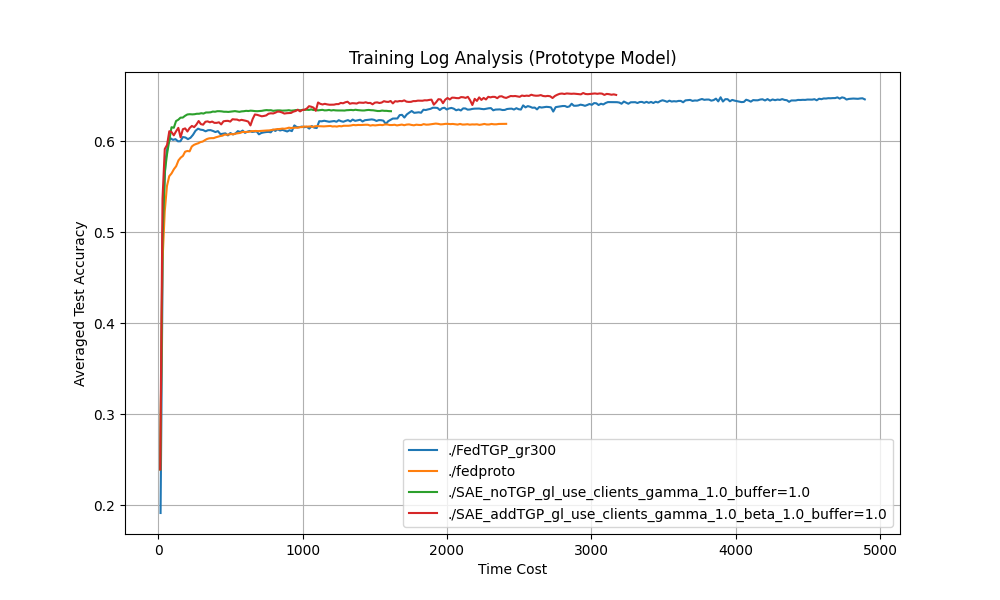 Training Log Analysis (Prototype Model)
Averaged Test Accuracy
0.6
0.5
0.4
0.3
0.2
./FedTGP_gr300
./fedproto
./SAE_noTGP_gl_use_clients_gamma_1.0_buffer=1.0
./SAE_addTGP_gl_use_clients_gamma_1.0_beta_1.0_buffer=1.0
0 1000 2000 3000 4000 5000
Time Cost